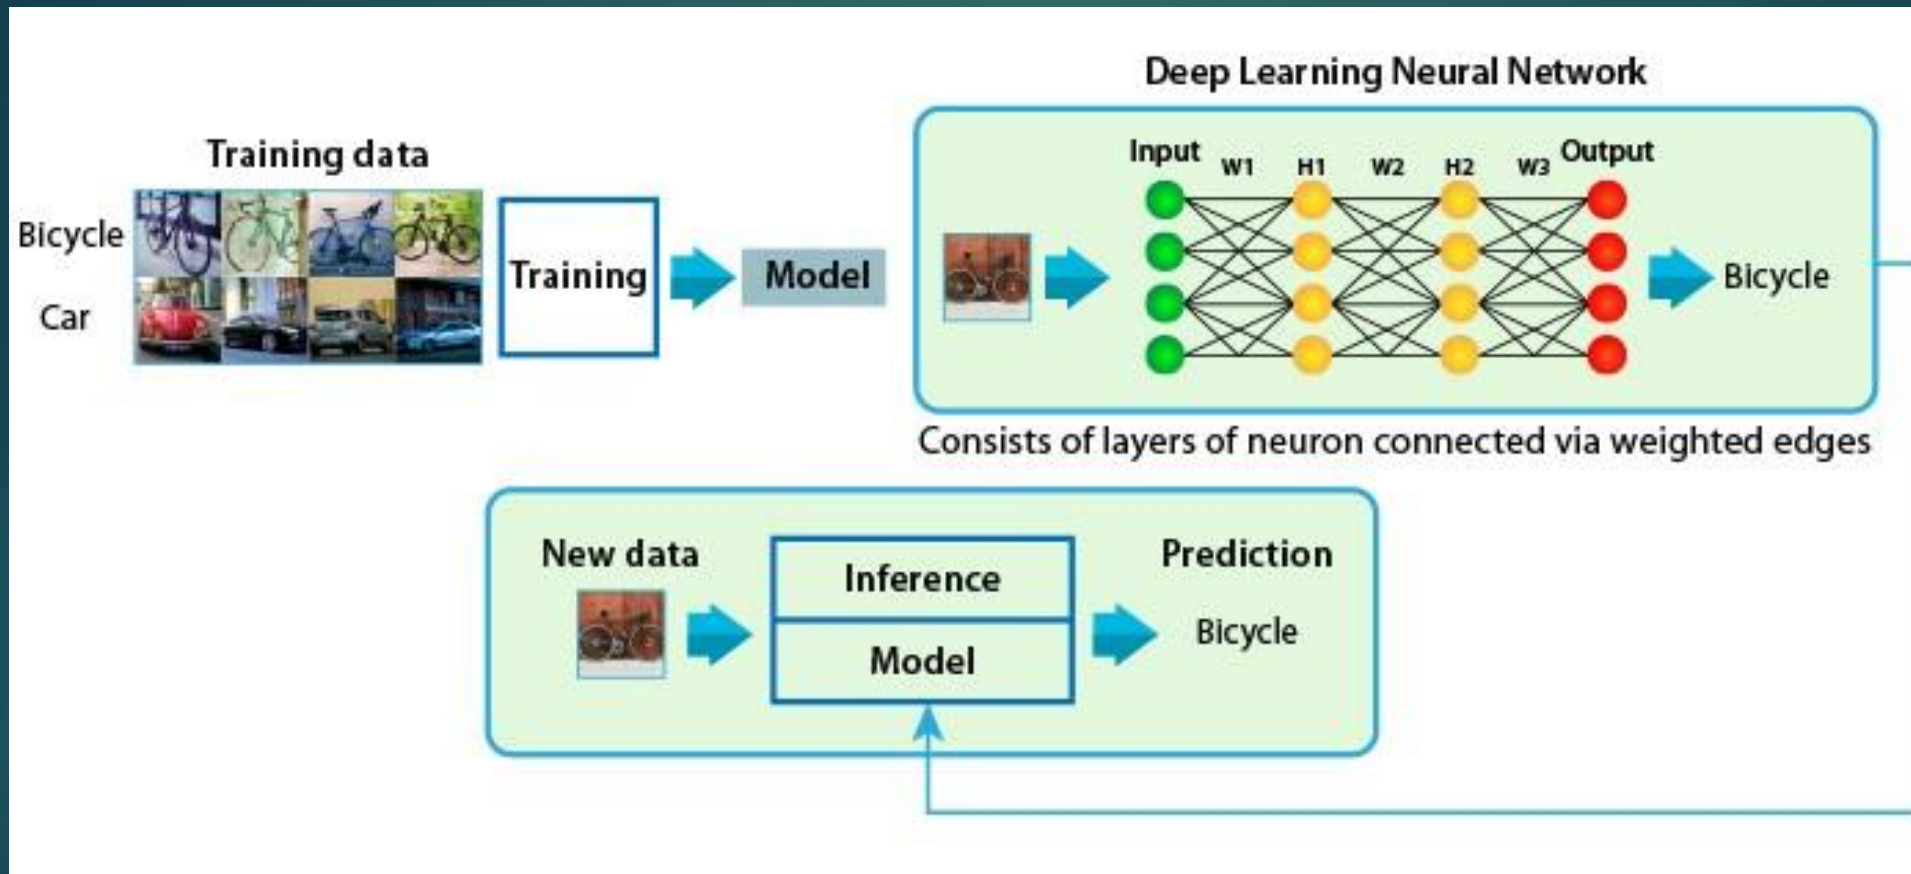 Deep Learning Neural Network
Training data
Bicycle
Car
Training
Model
Input W1 H1 W2 H2 W3 Output
Bicycle
Consists of layers of neuron connected via weighted edges
New data
Inference
Model
Prediction
Bicycle